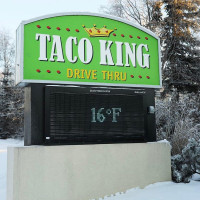 TACO KING
DRIVE THRU
16°F